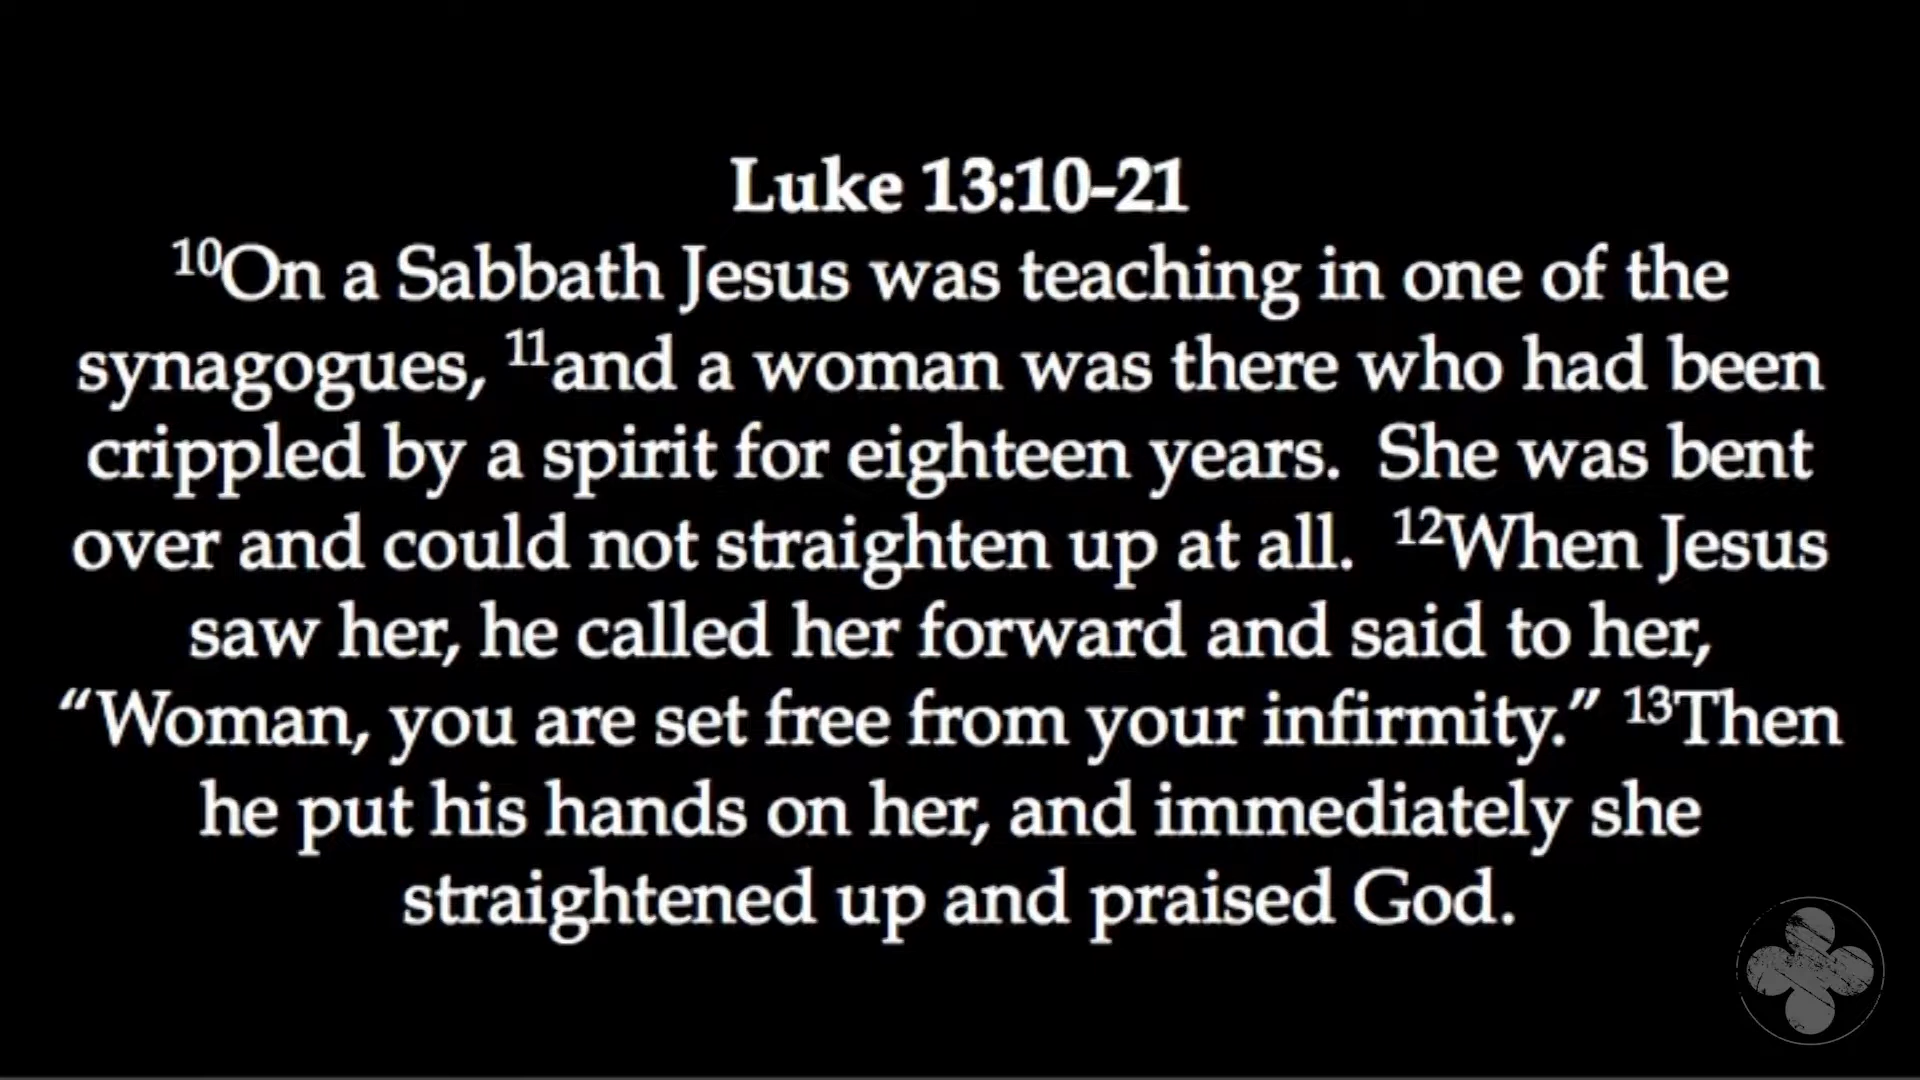 Luke 13:10-21
¹⁰On a Sabbath Jesus was teaching in one of the
synagogues, ¹¹and a woman was there who had been
crippled by a spirit for eighteen years.  She was bent
over and could not straighten up at all.  ¹²When Jesus
saw her, he called her forward and said to her,
“Woman, you are set free from your infirmity.” ¹³Then
he put his hands on her, and immediately she
straightened up and praised God.